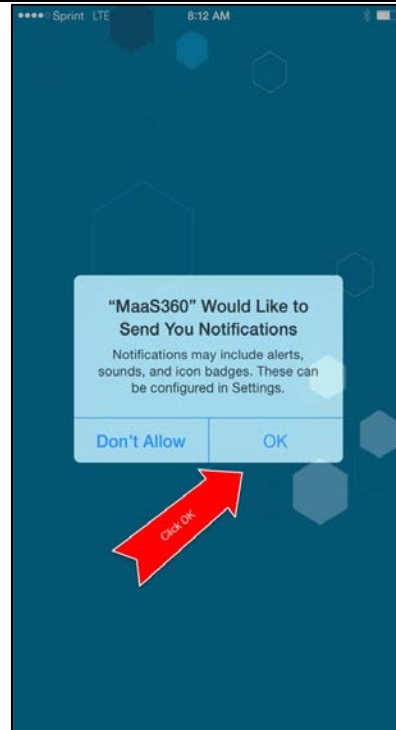 Sprint LTE 8:12 AM
“MaaS360” Would Like to
Send You Notifications
Notifications may include alerts,
sounds, and icon badges. These can
be configured in Settings.
Don’t Allow OK
Click OK